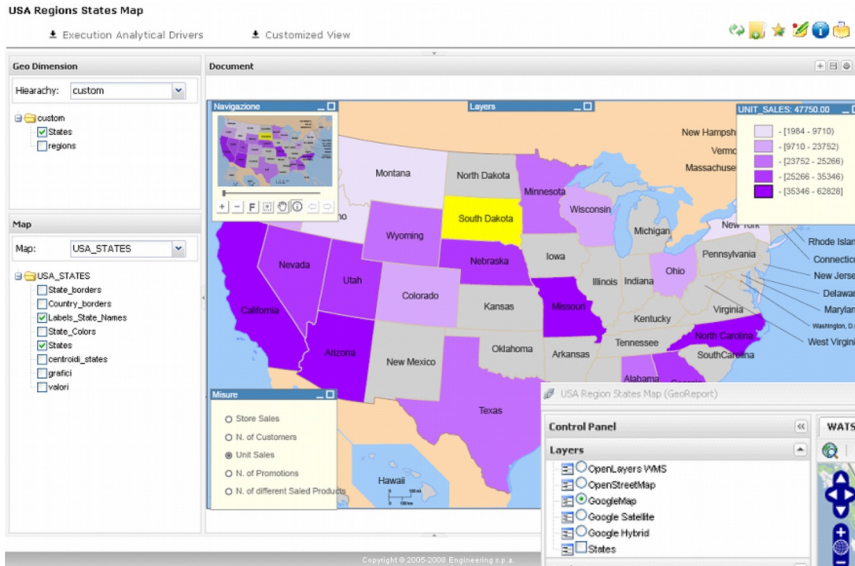 USA Regions States Map
Execution Analytical Drivers
Customized View
Geo Dimension
Hiearachy: custom
custom
States
regions
Map
Map: USA_STATES
USA_STATES
State_borders
Country_borders
Labels_State_Names
State_Colors
States
centroidi_states
grafici
valori
Document
Navigazione
F
Layers
UNIT_SALES: 47750.00
- [1984 - 9710]
- [9710 - 23752]
- [23752 - 25266]
- [25266 - 35346]
- [35346 - 62828]
New Hampsh
Vermo
Massachuse
New York
Montana
North Dakota
Minnesota
South Dakota
Wisconsin
Michigan
Wyoming
Nebraska
Iowa
Pennsylvania
Rhode Islan
Connecticu
New Jerse
Delawar
Marylan
Washington, D.
West Virgini
Nevada
Utah
Colorado
Illinois
Indiana
Ohio
California
Kansas
Missouri
Kentucky
Virginia
Arizona
New Mexico
Oklahoma
Arkansas
Tennessee
North Carolina
SouthCarolina
Alabama
Texas
Hawaii
Misure
Store Sales
N. of Customers
Unit Sales
N. of Promotions
N. of different Saled Products
USA Region States Map (GeoReport)
Control Panel
WATS
Layers
OpenLayers WMS
OpenStreetMap
GoogleMap
Google Satellite
Google Hybrid
States
Copyright © 2005-2008 Engineering s.p.a.